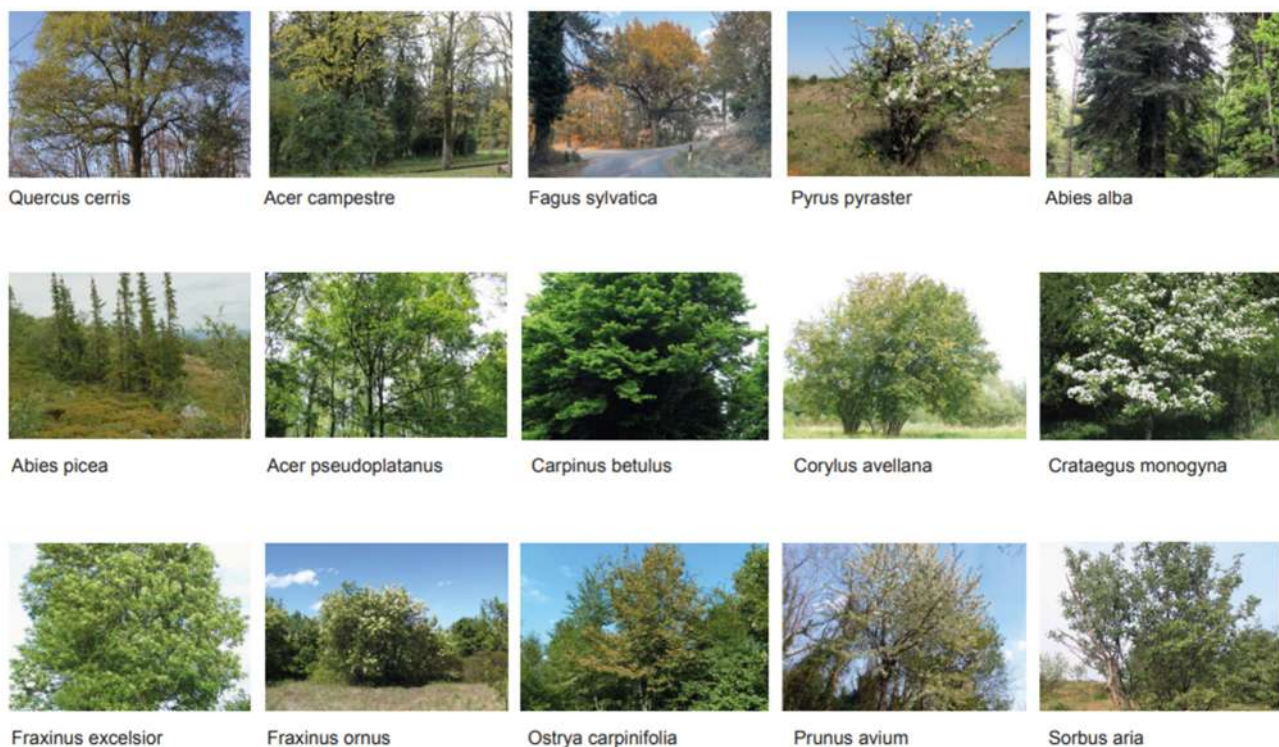 Quercus cerris
Acer campestre
Fagus sylvatica
Pyrus pyraster
Abies alba
Abies picea
Acer pseudoplatanus
Carpinus betulus
Corylus avellana
Crataegus monogyna
Fraxinus excelsior
Fraxinus ornus
Ostrya carpinifolia
Prunus avium
Sorbus aria